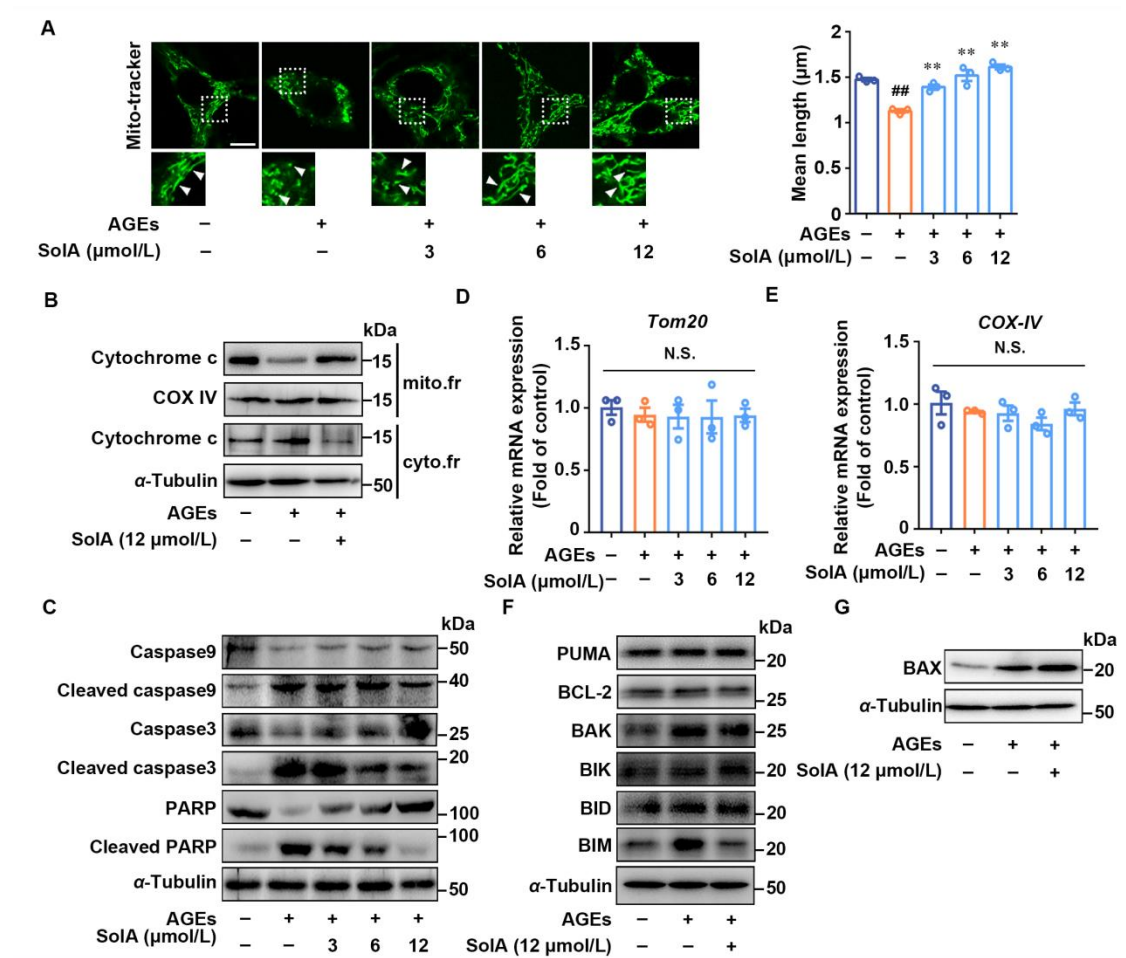 A
Mito-tracker
AGEs – + + + +
SolA (μmol/L) – – 3 6 12
Mean length (μm)
2
1.5
1
0.5
0
##
**
**
**
AGEs – + + + +
SolA (μmol/L) – – 3 6 12
B
kDa
Cytochrome c 15
COX IV 15
mito.fr
Cytochrome c 15
α-Tubulin 50
cyto.fr
AGEs – + +
SolA (12 μmol/L) – – +
D
Tom20
N.S.
Relative mRNA expression
(Fold of control)
1.5
1.0
0.5
0
AGEs – + + + +
SolA (μmol/L) – – 3 6 12
E
COX-IV
N.S.
Relative mRNA expression
(Fold of control)
1.5
1.0
0.5
0
AGEs – + + + +
SolA (μmol/L) – – 3 6 12
C
kDa
Caspase9 50
Cleaved caspase9 40
Caspase3 25
Cleaved caspase3 20
PARP 100
Cleaved PARP 100
α-Tubulin 50
AGEs – + + + +
SolA (μmol/L) – – 3 6 12
F
kDa
PUMA 20
BCL-2 25
BAK 25
BIK 20
BID 20
BIM 20
α-Tubulin 50
AGEs – + +
SolA (12 μmol/L) – – +
G
kDa
BAX 20
α-Tubulin 50
AGEs – + +
SolA (12 μmol/L) – – +